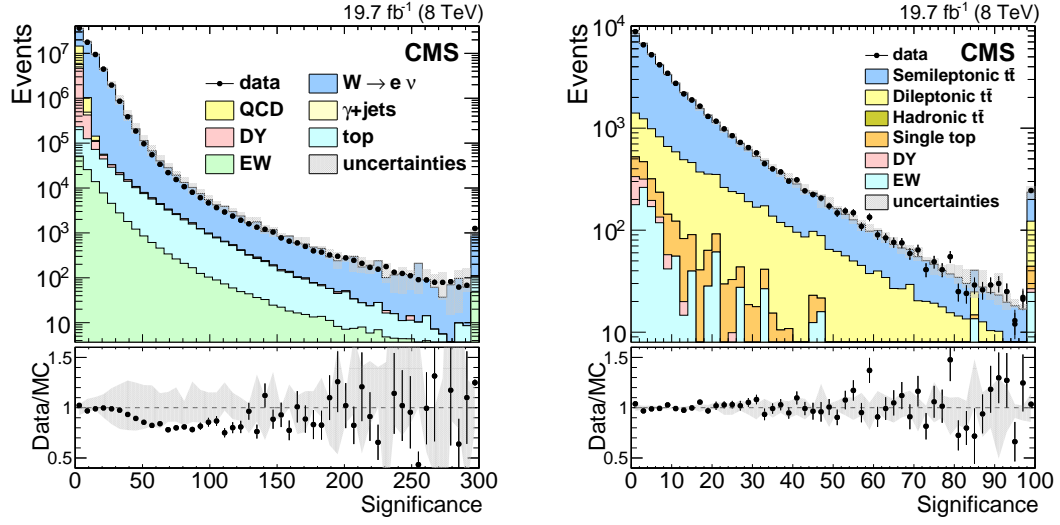 19.7 fb⁻¹ (8 TeV)
CMS
Events
10⁷
10⁶
10⁵
10⁴
10³
10²
10
data
QCD
DY
EW
W → e ν
γ+jets
top
uncertainties
Data/MC
1.5
1
0.5
0 50 100 150 200 250 300
Significance
19.7 fb⁻¹ (8 TeV)
CMS
Events
10⁴
10³
10²
10
data
Semileptonic tt̄
Dileptonic tt̄
Hadronic tt̄
Single top
DY
EW
uncertainties
Data/MC
1.5
1
0.5
0 10 20 30 40 50 60 70 80 90 100
Significance